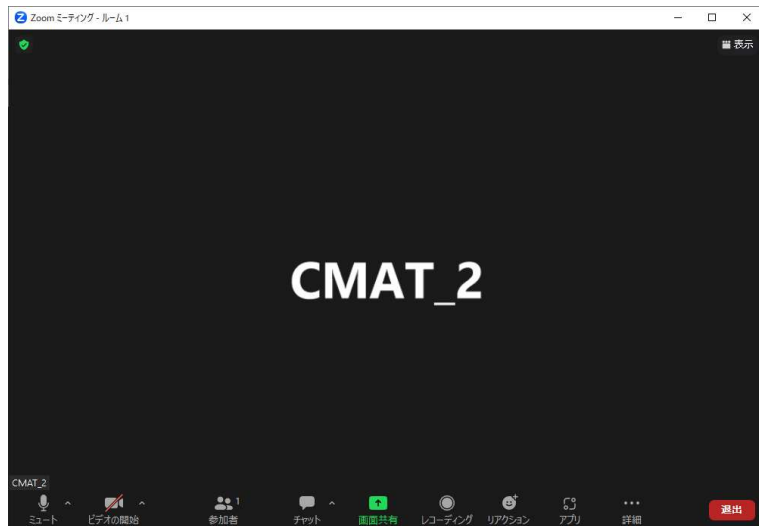 Zoom ミーティング - ルーム 1
表示
CMAT_2
CMAT_2
ミュート
ビデオの開始
1
参加者
チャット
画面共有
レコーディング
リアクション
アプリ
詳細
退出